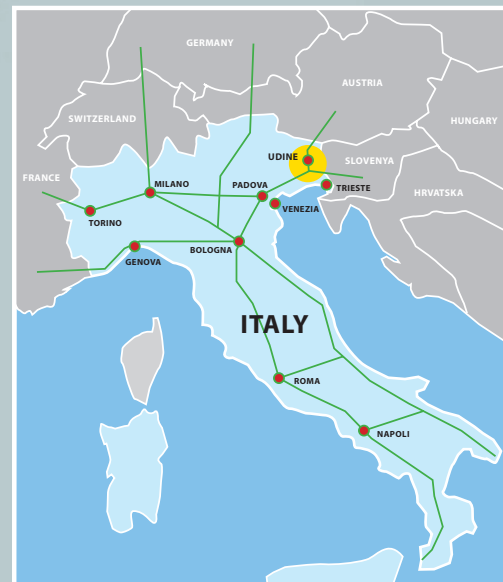 GERMANY
AUSTRIA
SWITZERLAND
HUNGARY
UDINE
SLOVENYA
FRANCE
MILANO
PADOVA
TRIESTE
HRVATSKA
VENEZIA
TORINO
BOLOGNA
GENOVA
ITALY
ROMA
NAPOLI